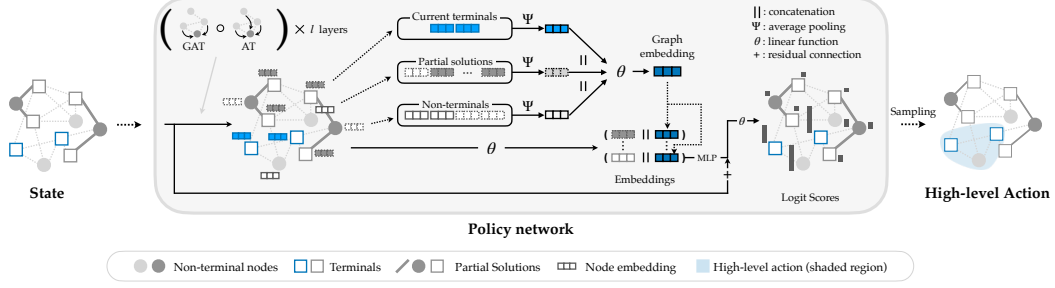 GAT
AT
× l layers
Current terminals
Partial solutions
...
Non-terminals
Ψ
Ψ
Ψ
||
||
θ
Graph
embedding
|| : concatenation
Ψ : average pooling
θ : linear function
+ : residual connection
θ
( || )
( || )
MLP
+
θ
Embeddings
Logit Scores
Sampling
State
High-level Action
Policy network
Non-terminal nodes
Terminals
Partial Solutions
Node embedding
High-level action (shaded region)